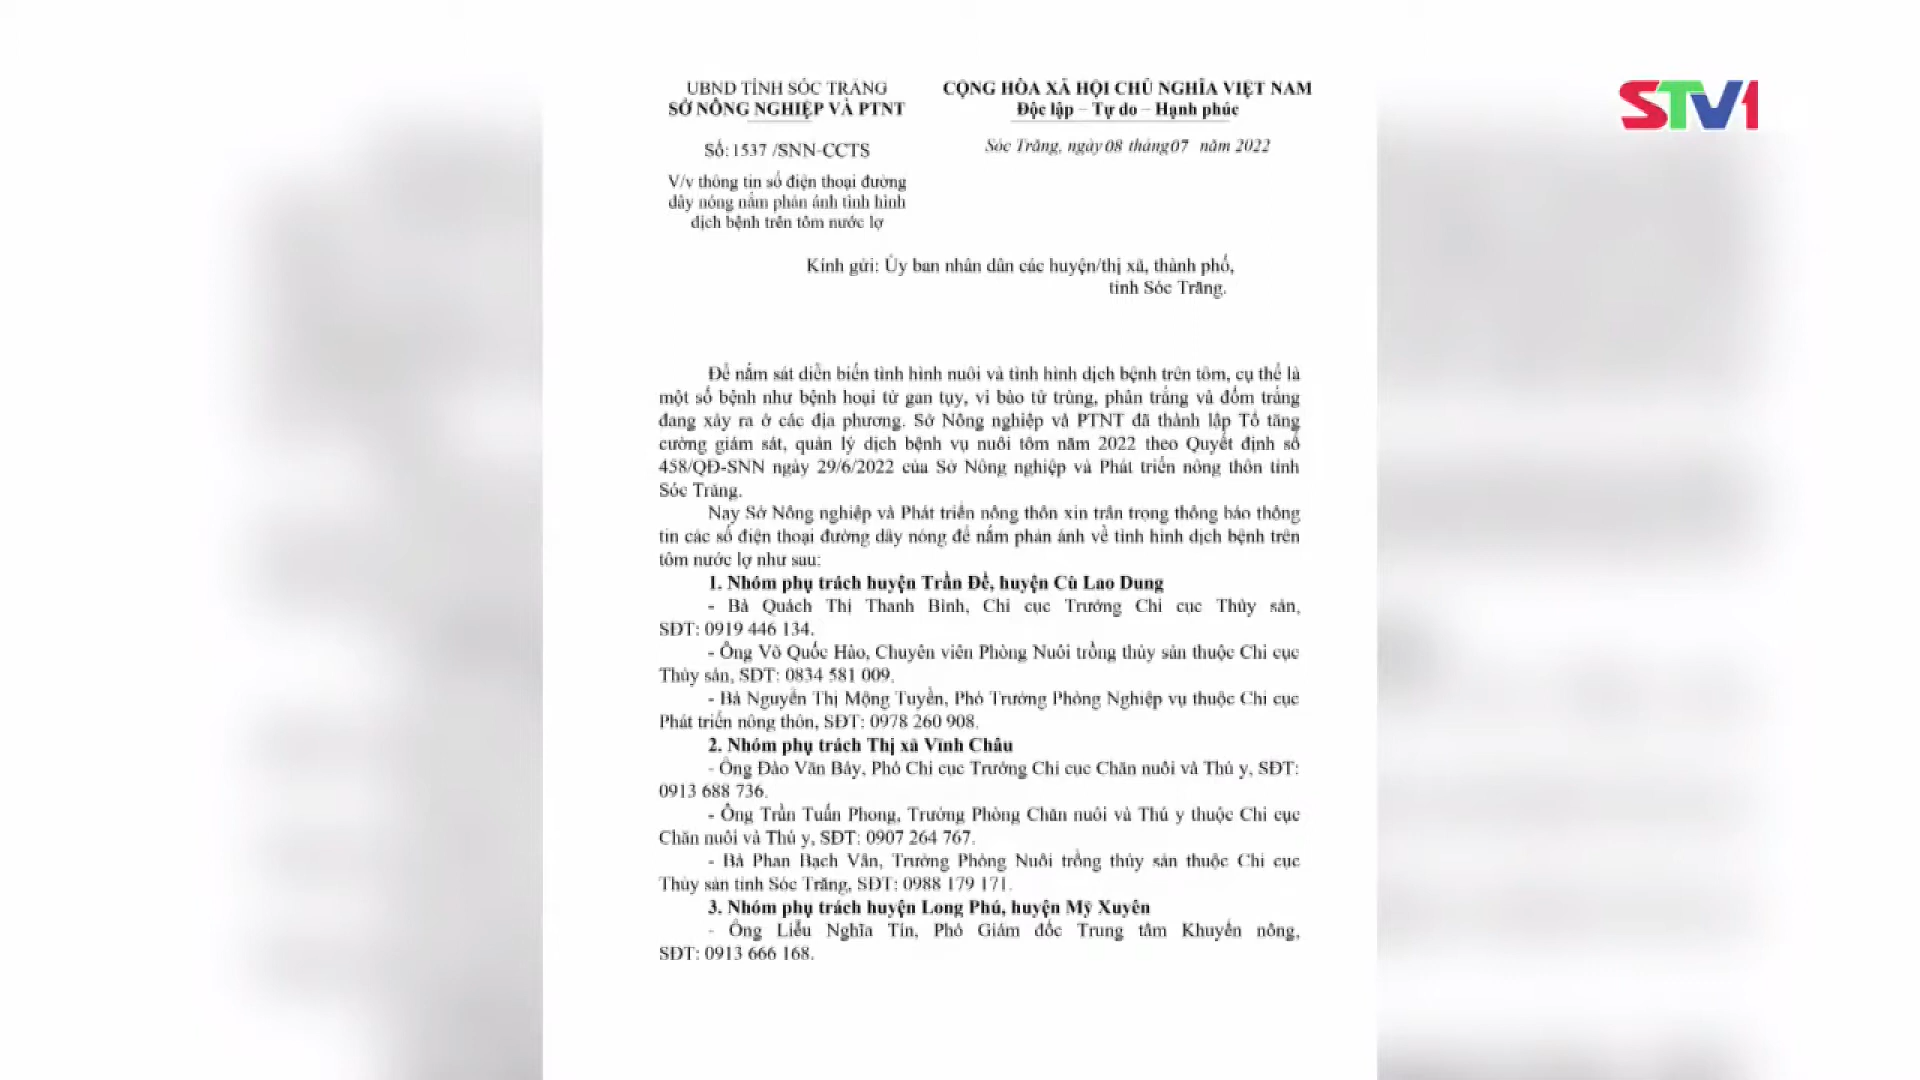 UBND TỈNH SÓC TRĂNG
SỞ NÔNG NGHIỆP VÀ PTNT
CỘNG HÒA XÃ HỘI CHỦ NGHĨA VIỆT NAM
Độc lập – Tự do – Hạnh phúc
Số: 1537 /SNN-CCTS
Sóc Trăng, ngày 08 tháng 07 năm 2022
V/v thông tin số điện thoại đường
dây nóng nắm phản ánh tình hình
dịch bệnh trên tôm nước lợ
STV1
Kính gửi: Ủy ban nhân dân các huyện/thị xã, thành phố,
tỉnh Sóc Trăng.
Để nắm sát diễn biến tình hình nuôi và tình hình dịch bệnh trên tôm, cụ thể là
một số bệnh như bệnh hoại tử gan tụy, vi bào tử trùng, phân trắng và đốm trắng
đang xảy ra ở các địa phương. Sở Nông nghiệp và PTNT đã thành lập Tổ tăng
cường giám sát, quản lý dịch bệnh vụ nuôi tôm năm 2022 theo Quyết định số
458/QĐ-SNN ngày 29/6/2022 của Sở Nông nghiệp và Phát triển nông thôn tỉnh
Sóc Trăng.
Nay Sở Nông nghiệp và Phát triển nông thôn xin trân trọng thông báo thông
tin các số điện thoại đường dây nóng để nắm phản ánh về tình hình dịch bệnh trên
tôm nước lợ như sau:
1. Nhóm phụ trách huyện Trần Đề, huyện Cù Lao Dung
- Bà Quách Thị Thanh Bình, Chi cục Trưởng Chi cục Thủy sản,
SĐT: 0919 446 134.
- Ông Võ Quốc Hảo, Chuyên viên Phòng Nuôi trồng thủy sản thuộc Chi cục
Thủy sản, SĐT: 0834 581 009.
- Bà Nguyễn Thị Mộng Tuyền, Phó Trưởng Phòng Nghiệp vụ thuộc Chi cục
Phát triển nông thôn, SĐT: 0978 260 908.
2. Nhóm phụ trách Thị xã Vĩnh Châu
- Ông Đào Văn Bảy, Phó Chi cục Trưởng Chi cục Chăn nuôi và Thú y, SĐT:
0913 688 736.
- Ông Trần Tuấn Phong, Trưởng Phòng Chăn nuôi và Thú y thuộc Chi cục
Chăn nuôi và Thú y, SĐT: 0907 264 767.
- Bà Phan Bạch Vân, Trưởng Phòng Nuôi trồng thủy sản thuộc Chi cục
Thủy sản tỉnh Sóc Trăng, SĐT: 0988 179 171.
3. Nhóm phụ trách huyện Long Phú, huyện Mỹ Xuyên
- Ông Liễu Nghĩa Tín, Phó Giám đốc Trung tâm Khuyến nông,
SĐT: 0913 666 168.